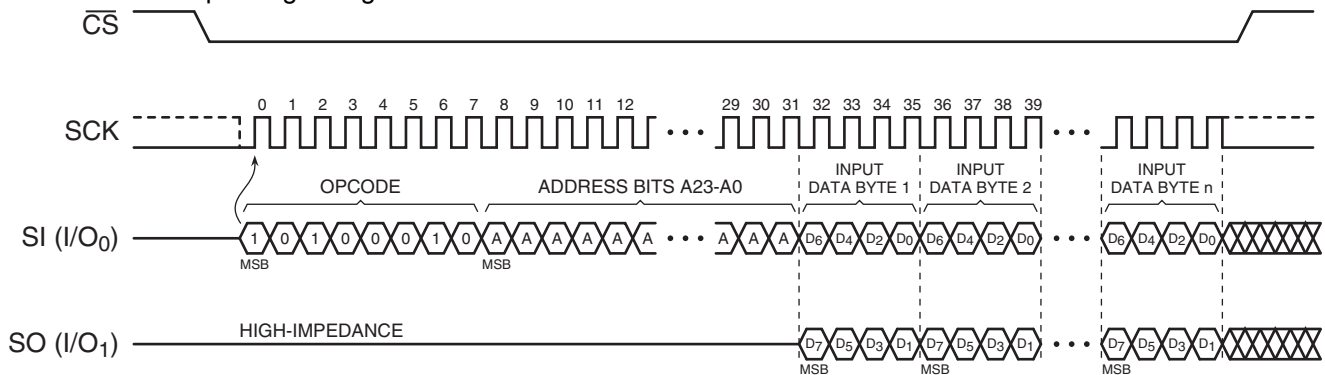 CS
0 1 2 3 4 5 6 7 8 9 10 11 12 29 30 31 32 33 34 35 36 37 38 39
SCK
OPCODE ADDRESS BITS A23-A0 INPUT DATA BYTE 1 INPUT DATA BYTE 2 INPUT DATA BYTE n
SI (I/O0) 1 0 1 0 0 0 1 0 A A A A A A A A A D6 D4 D2 D0 D6 D4 D2 D0 D6 D4 D2 D0
MSB MSB
HIGH-IMPEDANCE
SO (I/O1) D7 D5 D3 D1 D7 D5 D3 D1 D7 D5 D3 D1
MSB MSB MSB